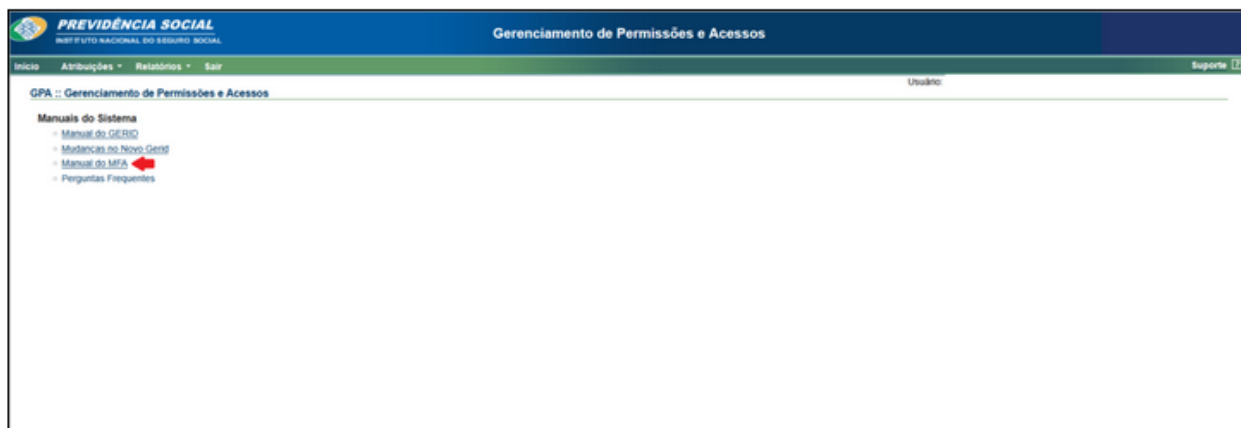 PREVIDÊNCIA SOCIAL
INSTITUTO NACIONAL DO SEGURO SOCIAL
Gerenciamento de Permissões e Acessos
Início Atribuições Relatórios Sair Suporte
Usuário:
GPA :: Gerenciamento de Permissões e Acessos
Manuais do Sistema
Manual do GERID
Mudanças no Novo Gerid
Manual do MFA
Perguntas Frequentes